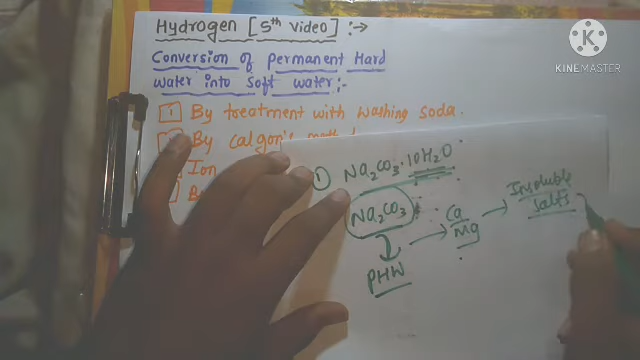 Hydrogen [5th video] :->
Conversion of permanent Hard
water into Soft water :-
1 By treatment with washing soda.
By Calgon's
Ion
① Na2CO3.10H2O
Na2CO3
Ca
Mg
Insoluble
salts
PHW
K
KINEMASTER